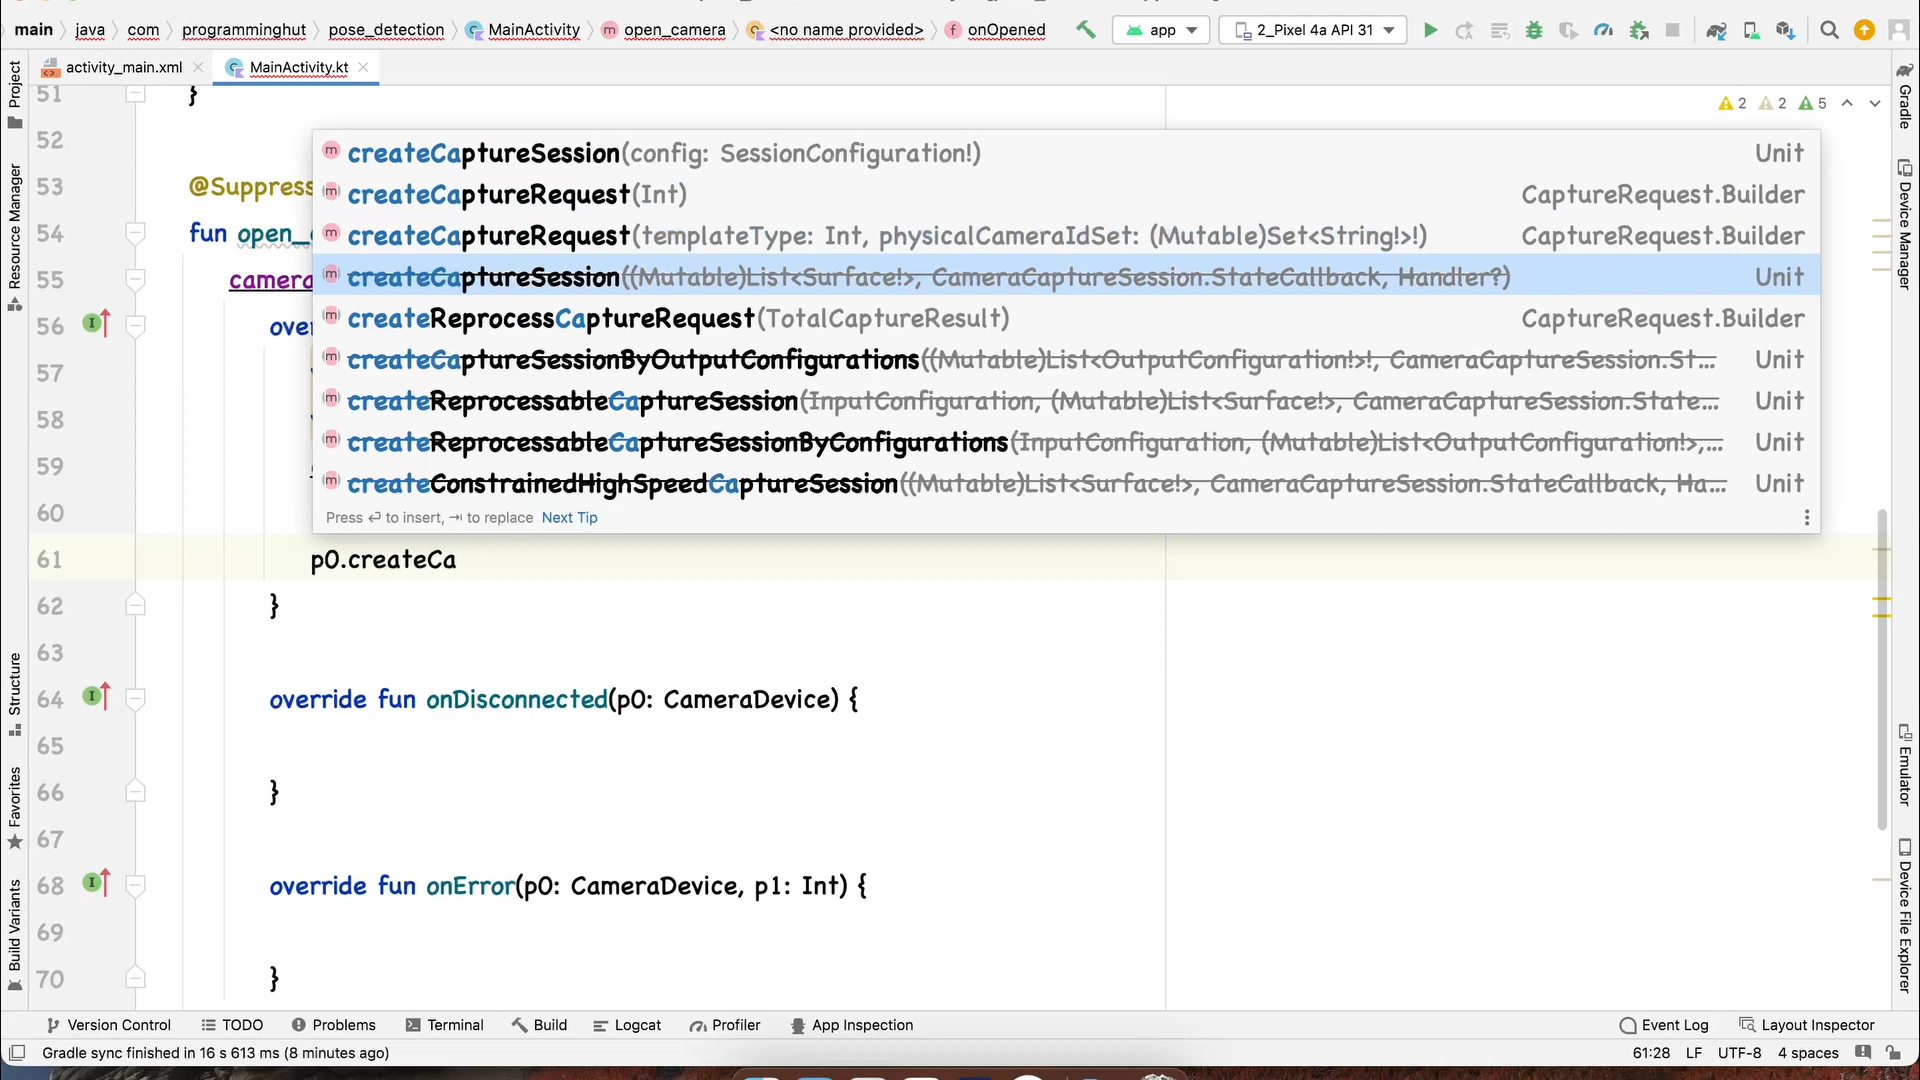 main java com programminghut pose_detection MainActivity open_camera <no name provided> onOpened app 2_Pixel 4a API 31
activity_main.xml MainActivity.kt
2 2 5
51 }
52
53 @Suppress
54 fun open_
55 camera
56 over
57
58
59
60
createCaptureSession(config: SessionConfiguration!) Unit
createCaptureRequest(Int) CaptureRequest.Builder
createCaptureRequest(templateType: Int, physicalCameraIdSet: (Mutable)Set<String!>!) CaptureRequest.Builder
createCaptureSession((Mutable)List<Surface!>, CameraCaptureSession.StateCallback, Handler?) Unit
createReprocessCaptureRequest(TotalCaptureResult) CaptureRequest.Builder
createCaptureSessionByOutputConfigurations((Mutable)List<OutputConfiguration!>!, CameraCaptureSession.St... Unit
createReprocessableCaptureSession(InputConfiguration, (Mutable)List<Surface!>, CameraCaptureSession.State... Unit
createReprocessableCaptureSessionByConfigurations(InputConfiguration, (Mutable)List<OutputConfiguration!>,... Unit
createConstrainedHighSpeedCaptureSession((Mutable)List<Surface!>, CameraCaptureSession.StateCallback, Ha... Unit
Press ⏎ to insert, ⇥ to replace Next Tip
61 p0.createCa
62 }
63
64 override fun onDisconnected(p0: CameraDevice) {
65
66 }
67
68 override fun onError(p0: CameraDevice, p1: Int) {
69
70 }
Project
Resource Manager
Structure
Favorites
Build Variants
Gradle
Device Manager
Emulator
Device File Explorer
Version Control TODO Problems Terminal Build Logcat Profiler App Inspection Event Log Layout Inspector
Gradle sync finished in 16 s 613 ms (8 minutes ago) 61:28 LF UTF-8 4 spaces